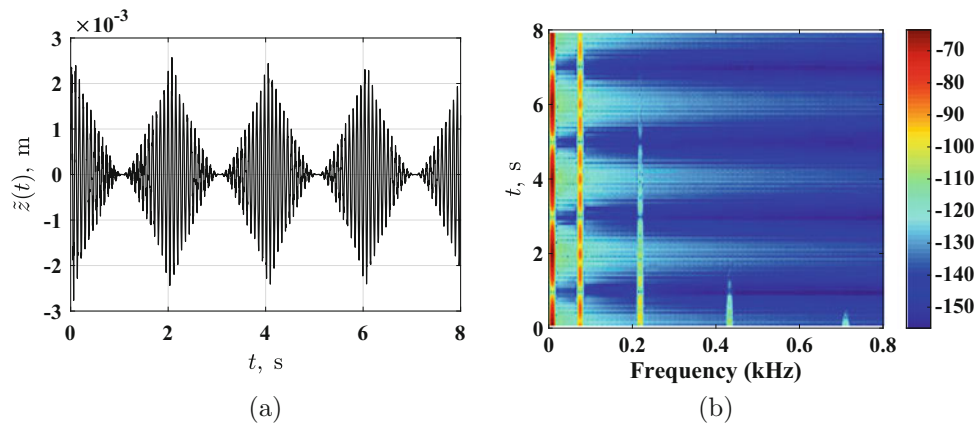 ×10⁻³
3
2
1
0
-1
-2
-3
z̃(t), m
0 2 4 6 8
t, s
(a)
8
6
4
2
0
t, s
0 0.2 0.4 0.6 0.8
Frequency (kHz)
-70
-80
-90
-100
-110
-120
-130
-140
-150
(b)